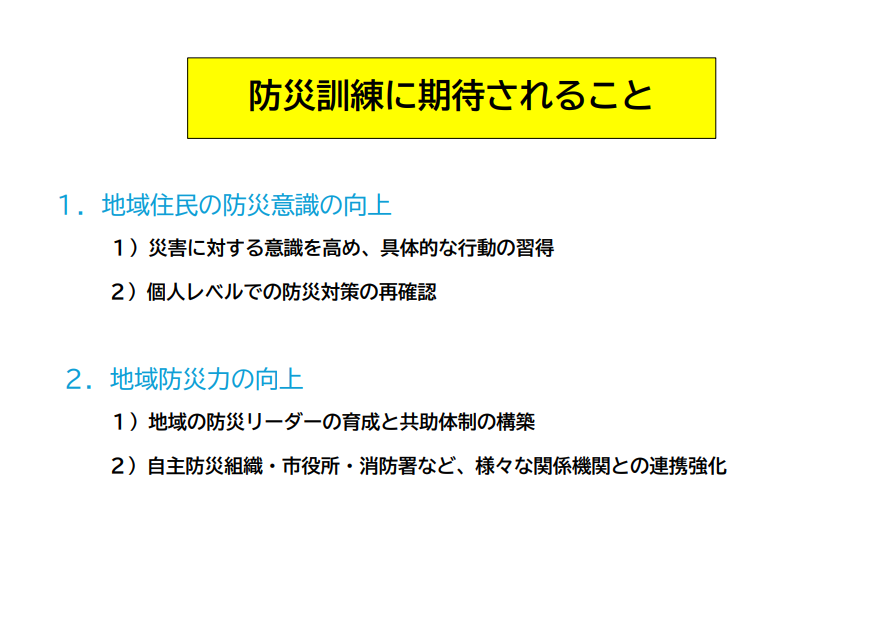 防災訓練に期待されること
１．地域住民の防災意識の向上
１）災害に対する意識を高め、具体的な行動の習得
２）個人レベルでの防災対策の再確認
２．地域防災力の向上
１）地域の防災リーダーの育成と共助体制の構築
２）自主防災組織・市役所・消防署など、様々な関係機関との連携強化